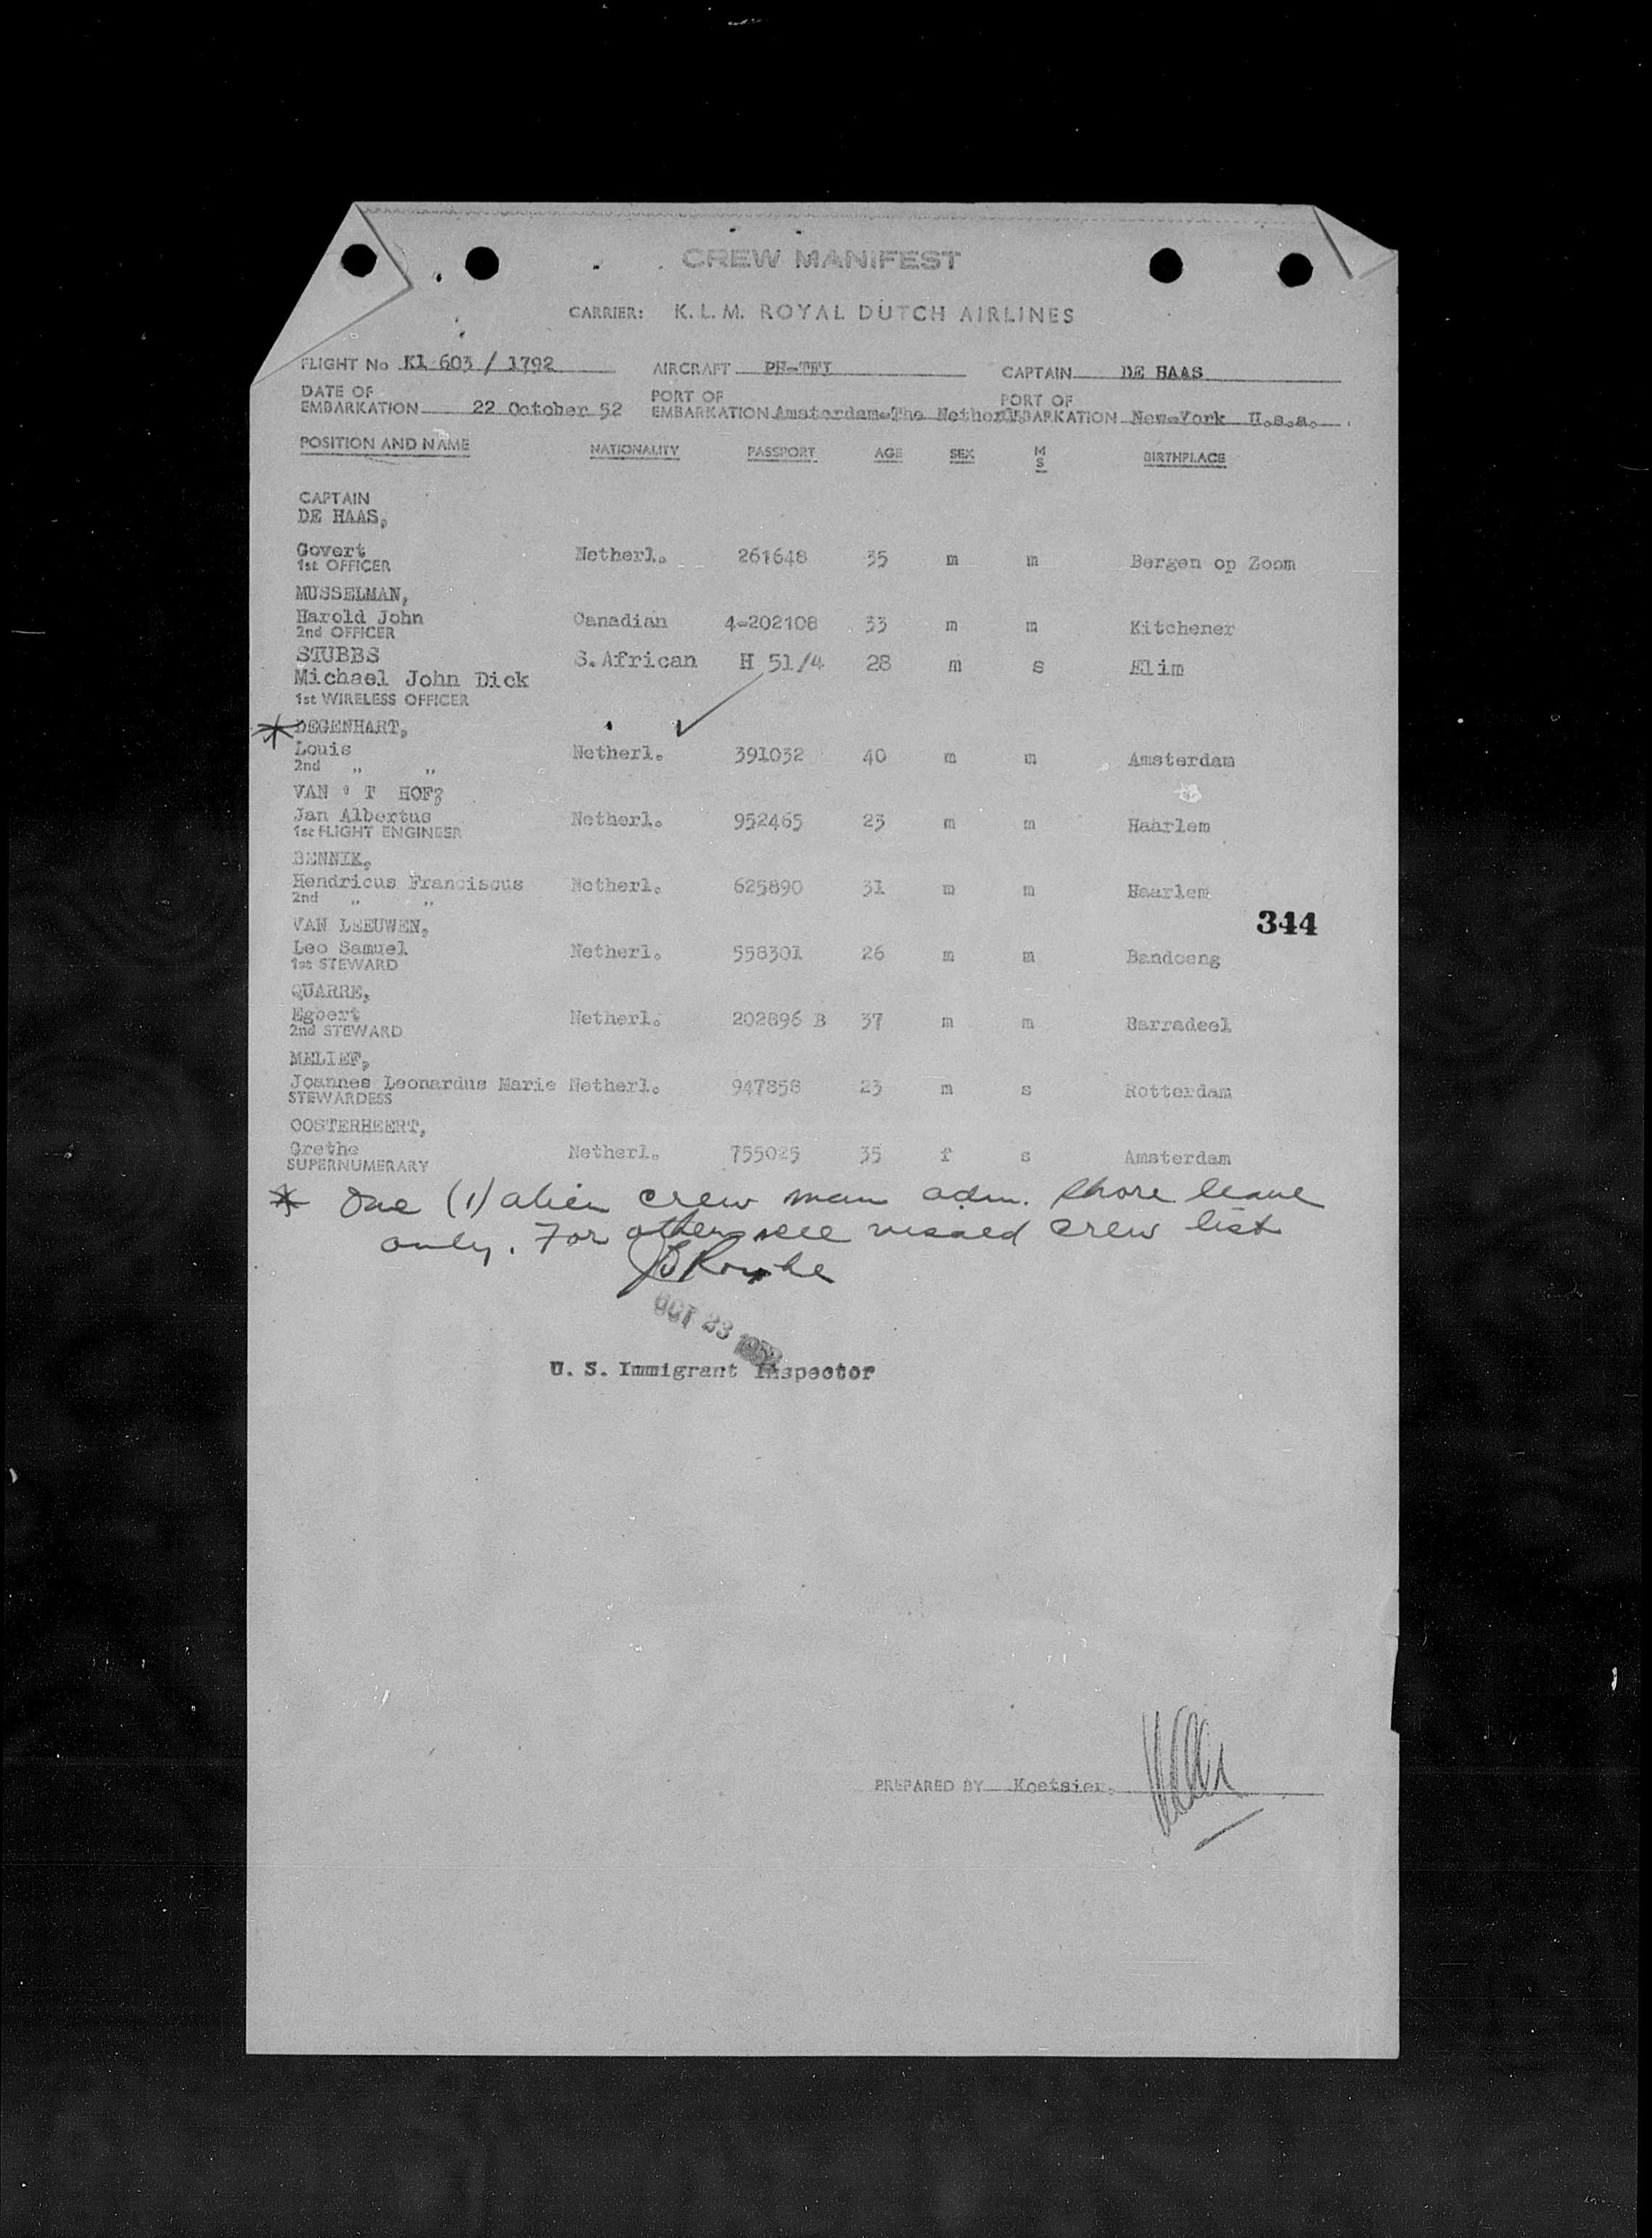 CREW MANIFEST
CARRIER: K. L. M. ROYAL DUTCH AIRLINES
FLIGHT No Kl 603 / 1792 AIRCRAFT CAPTAIN DE HAAS
DATE OF EMBARKATION 22 October 52 PORT OF EMBARKATION Amsterdam-The PORT OF New-York U.s.a.
POSITION AND NAME NATIONALITY PASSPORT AGE SEX M S BIRTHPLACE
CAPTAIN
DE HAAS,
Govert Netherl. 261648 35 m m Bergen op Zoom
1st OFFICER
MUSSELMAN,
Harold John Canadian 4-202108 33 m m Kitchener
2nd OFFICER
STUBBS S.African H 51/4 28 m s Elim
Michael John Dick
1st WIRELESS OFFICER
* DEGENHART,
Louis Netherl. 391032 40 m m Amsterdam
2nd ,, ,,
VAN ' T HOF,
Jan Albertus Netherl. 952465 23 m m Haarlem
1st FLIGHT ENGINEER
BENNIK,
Hendricus Franciscus Netherl. 625890 31 m m Haarlem
2nd ,, ,,
344
VAN LEEUWEN,
Leo Samuel Netherl. 558301 26 m m Bandoeng
1st STEWARD
QUARRE,
Egbert Netherl. 202896 B 37 m m Barradeel
2nd STEWARD
MELIEF,
Joannes Leonardus Marie Netherl. 947858 23 m s Rotterdam
STEWARDESS
OOSTERHEERT,
Grethe Netherl. 755025 35 f s Amsterdam
SUPERNUMERARY
* One (1) alien crew man adm. shore leave
only. For others see visaed crew list
OCT 23 1952
U. S. Immigrant Inspector
PREPARED BY Koetsier.